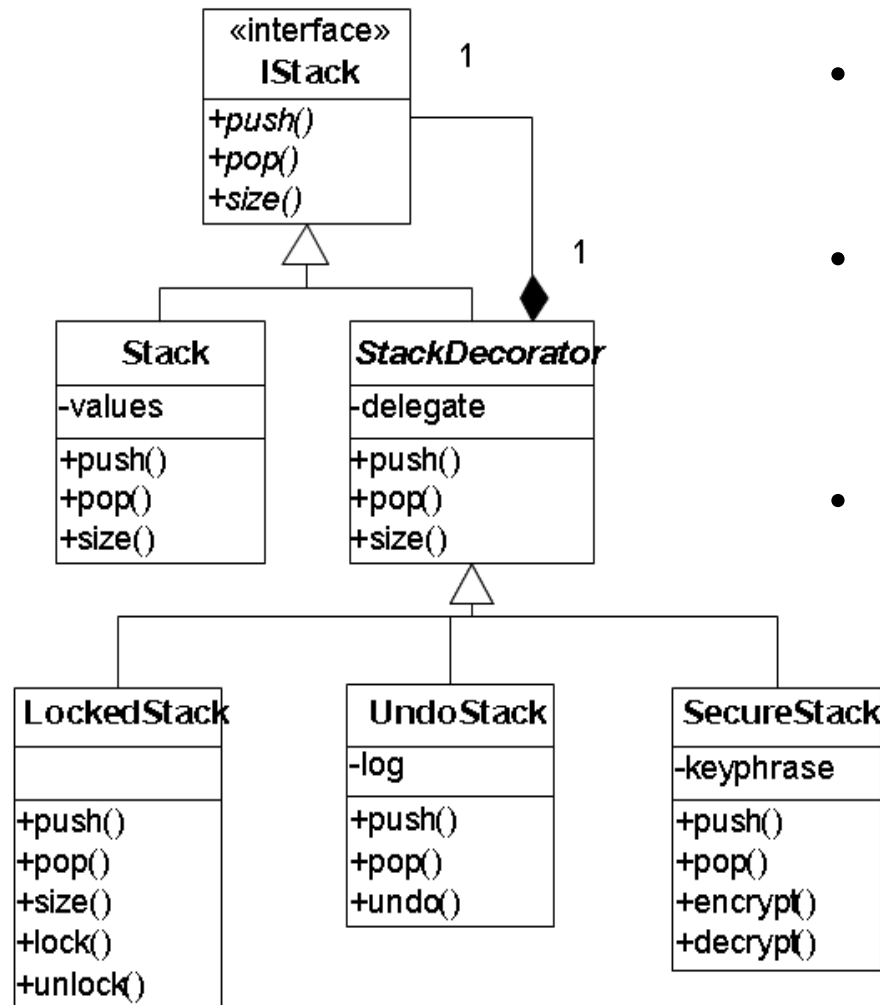 «interface»
IStack
1
+push()
+pop()
+size()
1
Stack
-values
+push()
+pop()
+size()
StackDecorator
-delegate
+push()
+pop()
+size()
LockedStack
+push()
+pop()
+size()
+lock()
+unlock()
UndoStack
-log
+push()
+pop()
+undo()
SecureStack
-keyphrase
+push()
+pop()
+encrypt()
+decrypt()